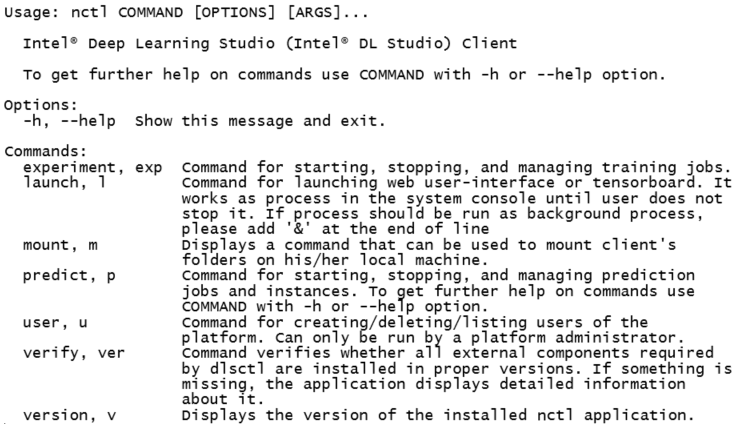 Usage: nctl COMMAND [OPTIONS] [ARGS]...
Intel® Deep Learning Studio (Intel® DL Studio) Client
To get further help on commands use COMMAND with -h or --help option.
Options:
-h, --help  Show this message and exit.
Commands:
experiment, exp  Command for starting, stopping, and managing training jobs.
launch, l  Command for launching web user-interface or tensorboard. It
works as process in the system console until user does not
stop it. If process should be run as background process,
please add '&' at the end of line
mount, m  Displays a command that can be used to mount client's
folders on his/her local machine.
predict, p  Command for starting, stopping, and managing prediction
jobs and instances. To get further help on commands use
COMMAND with -h or --help option.
user, u  Command for creating/deleting/listing users of the
platform. Can only be run by a platform administrator.
verify, ver  Command verifies whether all external components required
by dlsctl are installed in proper versions. If something is
missing, the application displays detailed information
about it.
version, v  Displays the version of the installed nctl application.